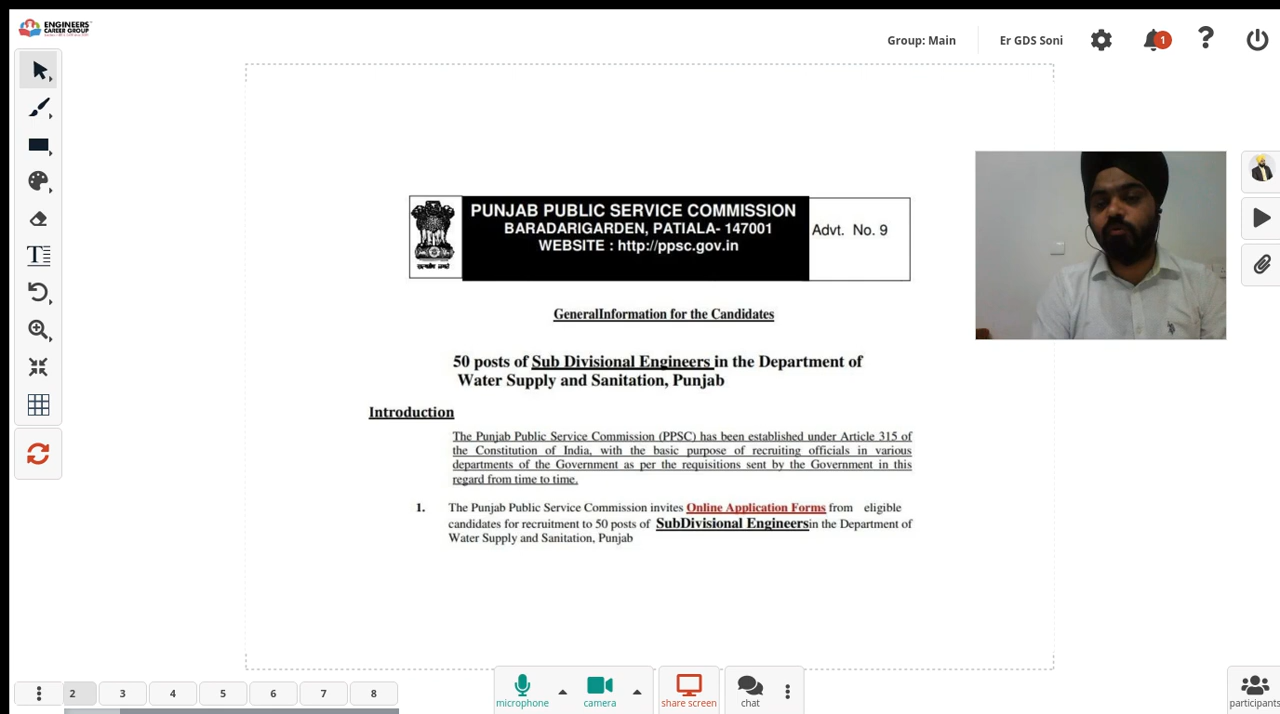 ENGINEERS
CAREER GROUP
Group: Main
Er GDS Soni
1
PUNJAB PUBLIC SERVICE COMMISSION
BARADARIGARDEN, PATIALA- 147001
WEBSITE : http://ppsc.gov.in
Advt. No. 9
GeneralInformation for the Candidates
50 posts of Sub Divisional Engineers in the Department of
Water Supply and Sanitation, Punjab
Introduction
The Punjab Public Service Commission (PPSC) has been established under Article 315 of
the Constitution of India, with the basic purpose of recruiting officials in various
departments of the Government as per the requisitions sent by the Government in this
regard from time to time.
1. The Punjab Public Service Commission invites Online Application Forms from eligible
candidates for recruitment to 50 posts of SubDivisional Engineersin the Department of
Water Supply and Sanitation, Punjab
2 3 4 5 6 7 8
microphone
camera
share screen
chat
participants